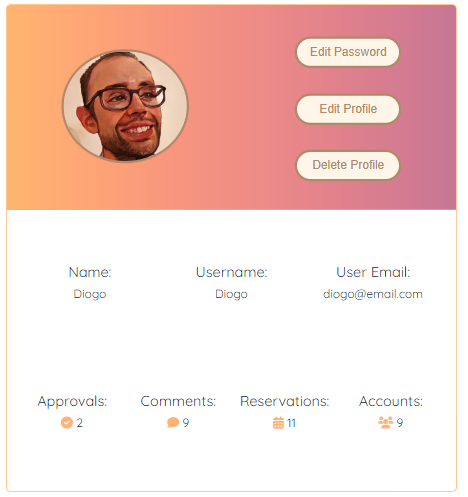 Edit Password
Edit Profile
Delete Profile
Name: Username: User Email:
Diogo Diogo diogo@email.com
Approvals: Comments: Reservations: Accounts:
2 9 11 9